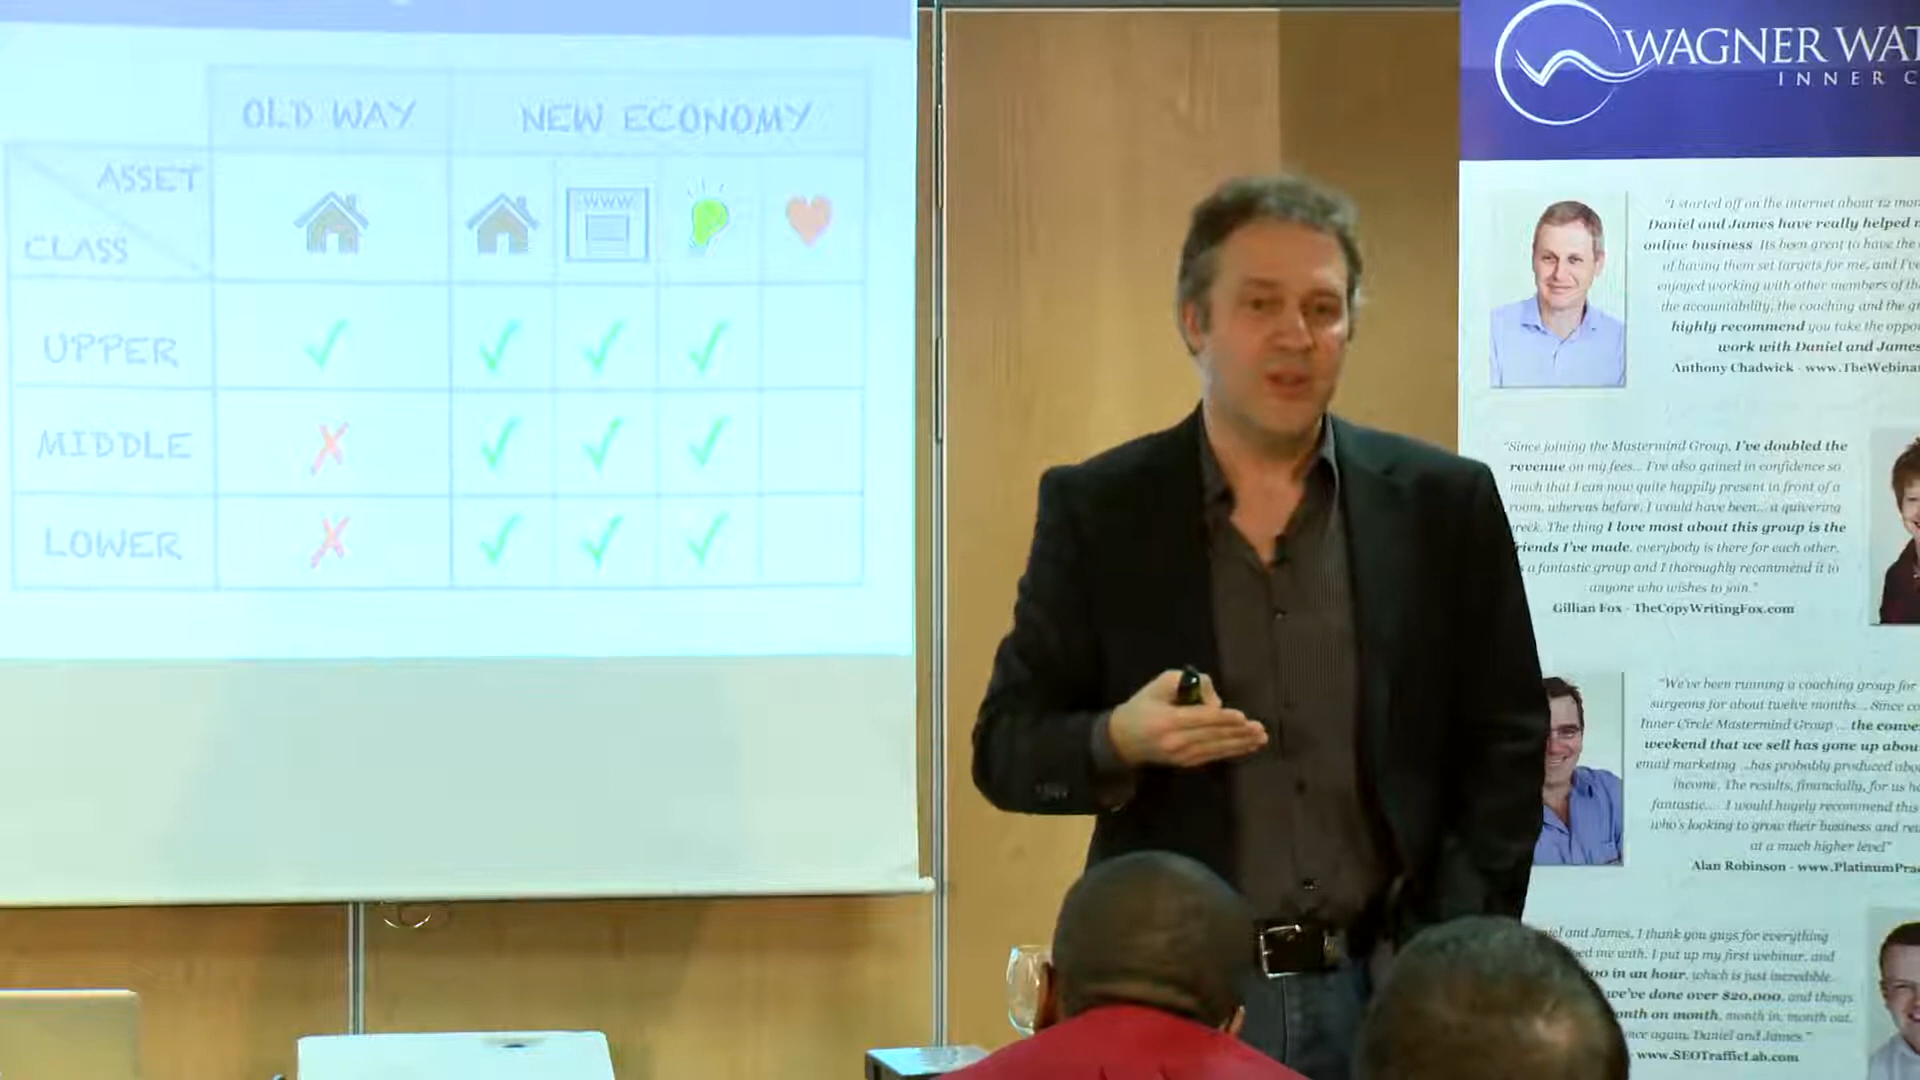 OLD WAY NEW ECONOMY
ASSET
CLASS
WWW
UPPER
MIDDLE
LOWER
WAGNER WAT
INNER C
"I started off on the internet about 12 mon
Daniel and James have really helped
online business. Its been great to have the
of having them set targets for me, and I've
enjoyed working with other members of th
the accountability, the coaching and the gr
highly recommend you take the oppo
work with Daniel and James
Anthony Chadwick - www.TheWebina
"Since joining the Mastermind Group, I've doubled the
revenue on my fees... I've also gained in confidence so
much that I can now quite happily present in front of a
room, whereas before, I would have been... a quivering
reck. The thing I love most about this group is the
riends I've made, everybody is there for each other,
s a fantastic group and I thoroughly recommend it to
anyone who wishes to join."
Gillian Fox - TheCopyWritingFox.com
"We've been running a coaching group for
surgeons for about twelve months... Since co
Inner Circle Mastermind Group ... the conve
weekend that we sell has gone up abou
email marketing ...has probably produced abo
income. The results, financially, for us ha
fantastic.... I would hugely recommend this
who's looking to grow their business and re
at a much higher level"
Alan Robinson - www.PlatinumPra
iel and James, I thank you guys for everything
ped me with. I put up my first webinar, and
00 in an hour, which is just incredible.
we've done over $20,000, and things
onth on month, month in, month out.
nce again, Daniel and James."
www.SEOTrafficLab.com